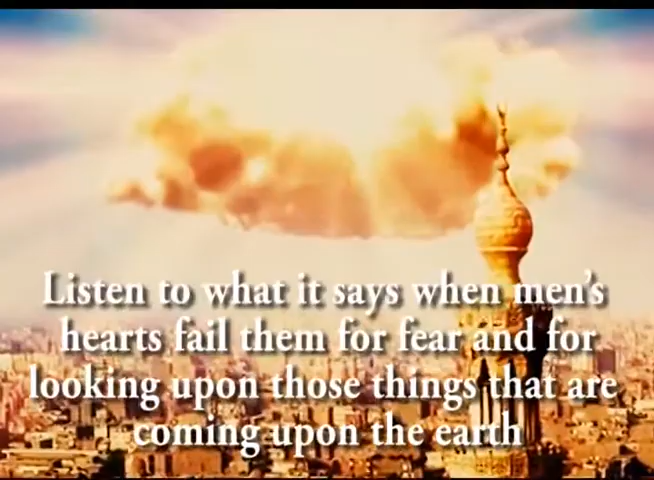 Listen to what it says when men's
hearts fail them for fear and for
looking upon those things that are
coming upon the earth